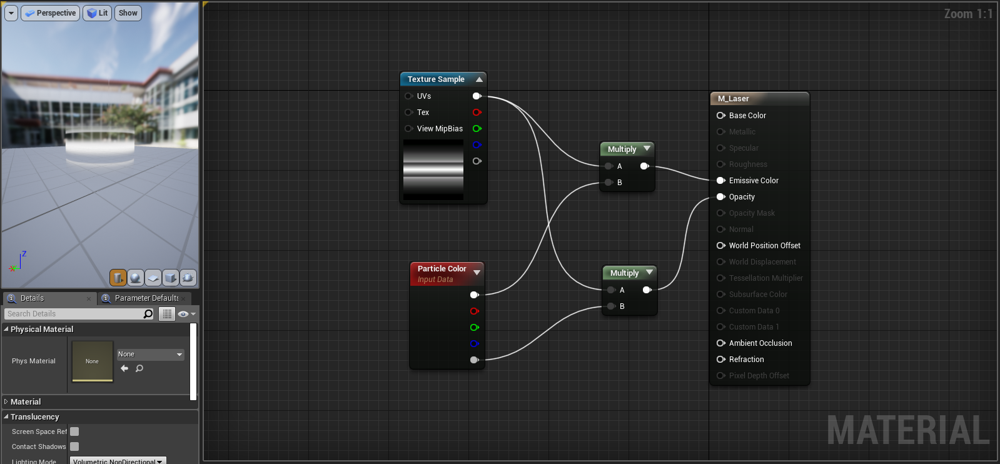 Perspective
Lit
Show
Zoom 1:1
Texture Sample
UVs
Tex
View MipBias
Particle Color
Input Data
Multiply
A
B
Multiply
A
B
M_Laser
Base Color
Metallic
Specular
Roughness
Emissive Color
Opacity
Opacity Mask
Normal
World Position Offset
World Displacement
Tessellation Multiplier
Subsurface Color
Custom Data 0
Custom Data 1
Ambient Occlusion
Refraction
Pixel Depth Offset
MATERIAL
Z
Details
Parameter Defaults
Search Details
Physical Material
Phys Material
None
None
Material
Translucency
Screen Space Ref
Contact Shadows
Lighting Mode
Volumetric NonDirectional